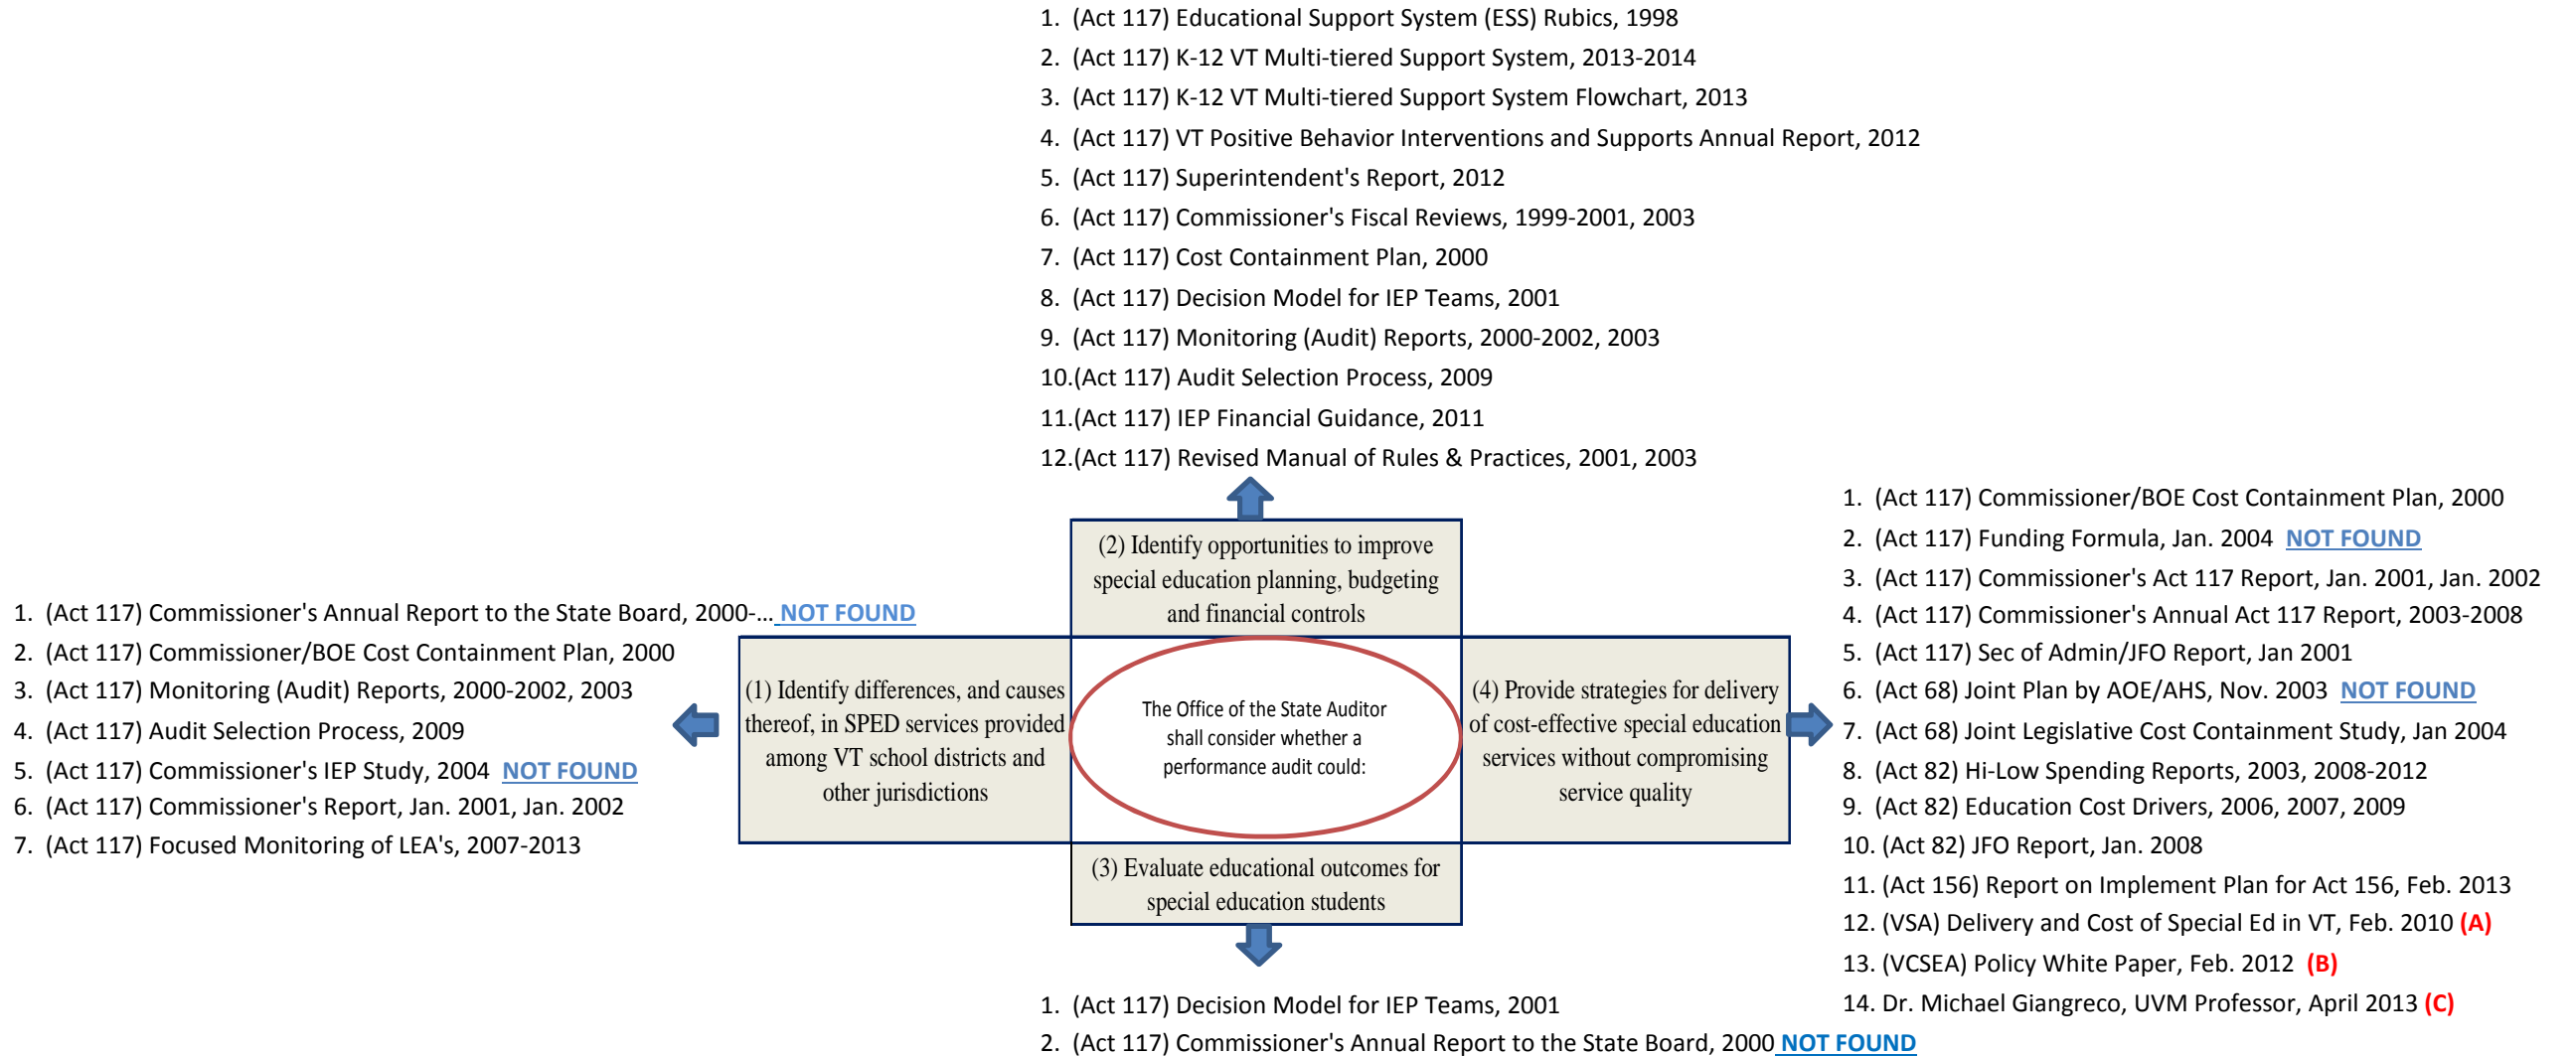 1. (Act 117) Educational Support System (ESS) Rubics, 1998
2. (Act 117) K-12 VT Multi-tiered Support System, 2013-2014
3. (Act 117) K-12 VT Multi-tiered Support System Flowchart, 2013
4. (Act 117) VT Positive Behavior Interventions and Supports Annual Report, 2012
5. (Act 117) Superintendent's Report, 2012
6. (Act 117) Commissioner's Fiscal Reviews, 1999-2001, 2003
7. (Act 117) Cost Containment Plan, 2000
8. (Act 117) Decision Model for IEP Teams, 2001
9. (Act 117) Monitoring (Audit) Reports, 2000-2002, 2003
10.(Act 117) Audit Selection Process, 2009
11.(Act 117) IEP Financial Guidance, 2011
12.(Act 117) Revised Manual of Rules & Practices, 2001, 2003
(2) Identify opportunities to improve
special education planning, budgeting
and financial controls
1. (Act 117) Commissioner's Annual Report to the State Board, 2000-... NOT FOUND
2. (Act 117) Commissioner/BOE Cost Containment Plan, 2000
3. (Act 117) Monitoring (Audit) Reports, 2000-2002, 2003
4. (Act 117) Audit Selection Process, 2009
5. (Act 117) Commissioner's IEP Study, 2004 NOT FOUND
6. (Act 117) Commissioner's Report, Jan. 2001, Jan. 2002
7. (Act 117) Focused Monitoring of LEA's, 2007-2013
(1) Identify differences, and causes
thereof, in SPED services provided
among VT school districts and
other jurisdictions
The Office of the State Auditor
shall consider whether a
performance audit could:
(4) Provide strategies for delivery
of cost-effective special education
services without compromising
service quality
1. (Act 117) Commissioner/BOE Cost Containment Plan, 2000
2. (Act 117) Funding Formula, Jan. 2004 NOT FOUND
3. (Act 117) Commissioner's Act 117 Report, Jan. 2001, Jan. 2002
4. (Act 117) Commissioner's Annual Act 117 Report, 2003-2008
5. (Act 117) Sec of Admin/JFO Report, Jan 2001
6. (Act 68) Joint Plan by AOE/AHS, Nov. 2003 NOT FOUND
7. (Act 68) Joint Legislative Cost Containment Study, Jan 2004
8. (Act 82) Hi-Low Spending Reports, 2003, 2008-2012
9. (Act 82) Education Cost Drivers, 2006, 2007, 2009
10. (Act 82) JFO Report, Jan. 2008
11. (Act 156) Report on Implement Plan for Act 156, Feb. 2013
12. (VSA) Delivery and Cost of Special Ed in VT, Feb. 2010 (A)
13. (VCSEA) Policy White Paper, Feb. 2012 (B)
14. Dr. Michael Giangreco, UVM Professor, April 2013 (C)
(3) Evaluate educational outcomes for
special education students
1. (Act 117) Decision Model for IEP Teams, 2001
2. (Act 117) Commissioner's Annual Report to the State Board, 2000 NOT FOUND